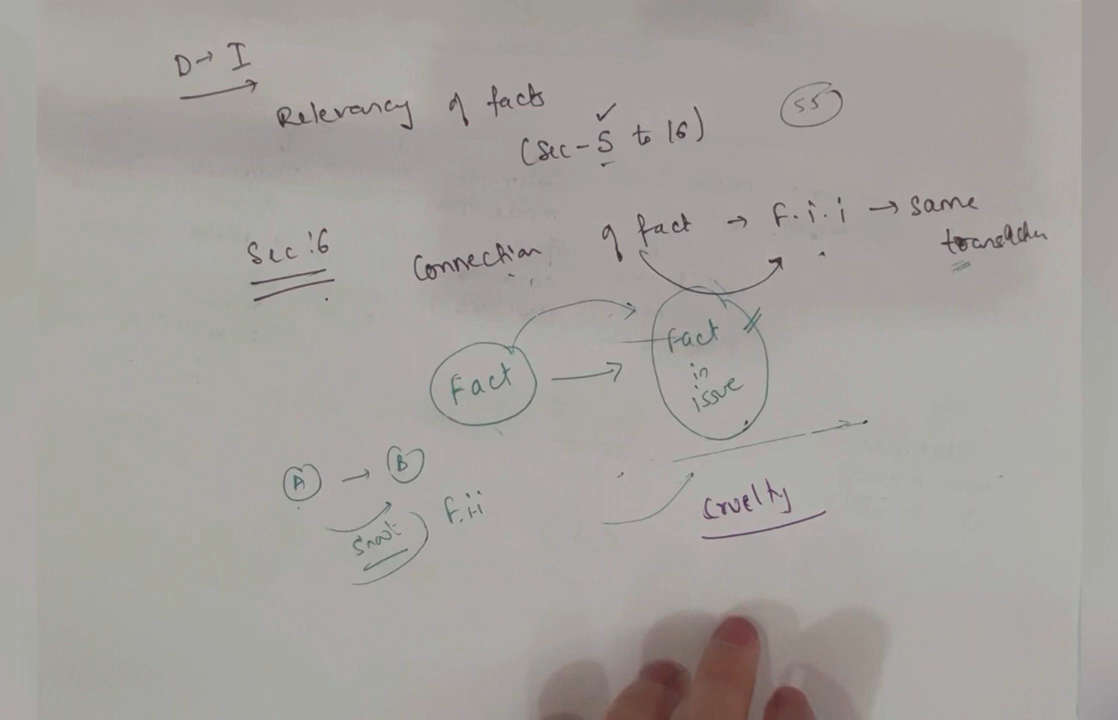 D → I
Relevancy of facts
(Sec - 5 to 16)
55
Sec : 6
Connection of fact → F.i.i → same
transaction
Fact
Fact
in
issue
A → B
Shoot
F.i.i
Cruelty